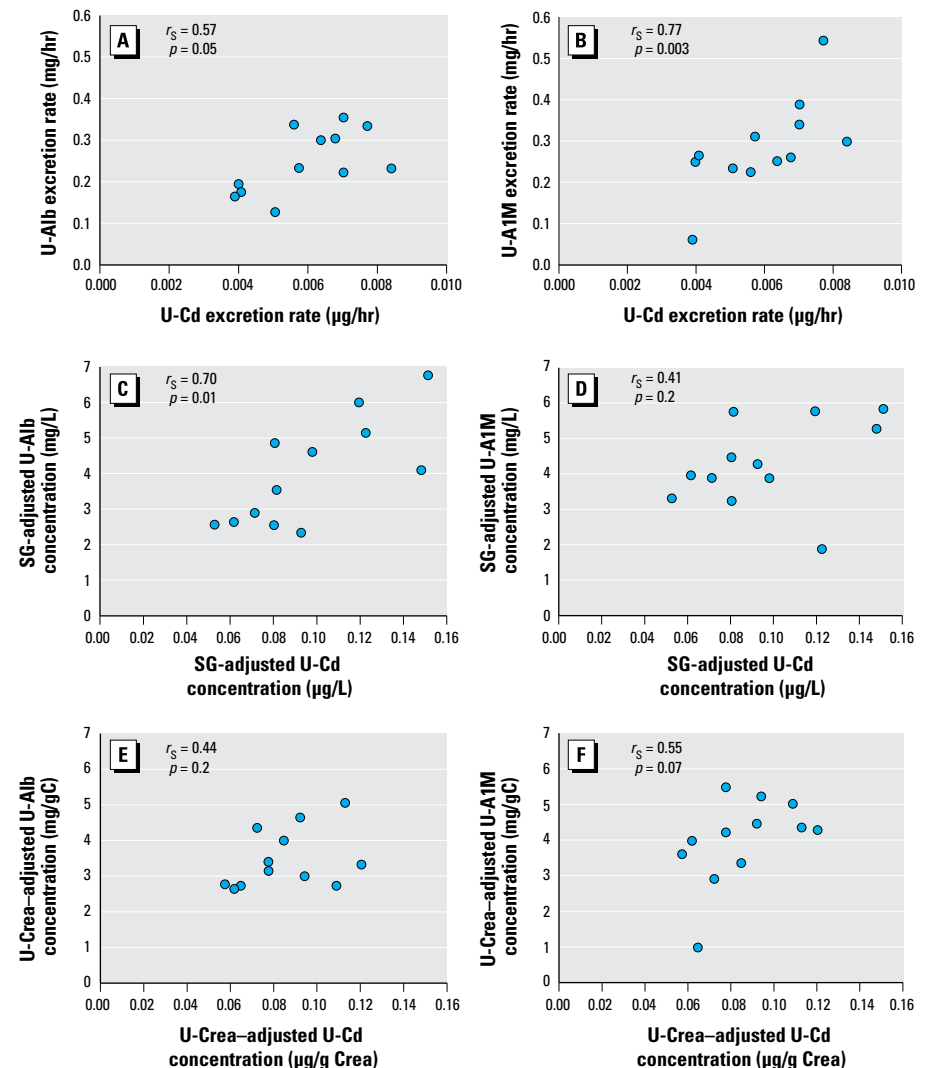 A
rS = 0.57
p = 0.05
0.6
0.5
0.4
0.3
0.2
0.1
0.0
U-Alb excretion rate (mg/hr)
0.000 0.002 0.004 0.006 0.008 0.010
U-Cd excretion rate (µg/hr)
B
rS = 0.77
p = 0.003
0.6
0.5
0.4
0.3
0.2
0.1
0.0
U-A1M excretion rate (mg/hr)
0.000 0.002 0.004 0.006 0.008 0.010
U-Cd excretion rate (µg/hr)
C
rS = 0.70
p = 0.01
7
6
5
4
3
2
1
0
SG-adjusted U-Alb
concentration (mg/L)
0.00 0.02 0.04 0.06 0.08 0.10 0.12 0.14 0.16
SG-adjusted U-Cd
concentration (µg/L)
D
rS = 0.41
p = 0.2
7
6
5
4
3
2
1
0
SG-adjusted U-A1M
concentration (mg/L)
0.00 0.02 0.04 0.06 0.08 0.10 0.12 0.14 0.16
SG-adjusted U-Cd
concentration (µg/L)
E
rS = 0.44
p = 0.2
7
6
5
4
3
2
1
0
U-Crea–adjusted U-Alb
concentration (mg/gC)
0.00 0.02 0.04 0.06 0.08 0.10 0.12 0.14 0.16
U-Crea–adjusted U-Cd
concentration (µg/g Crea)
F
rS = 0.55
p = 0.07
7
6
5
4
3
2
1
0
U-Crea–adjusted U-A1M
concentration (mg/gC)
0.00 0.02 0.04 0.06 0.08 0.10 0.12 0.14 0.16
U-Crea–adjusted U-Cd
concentration (µg/g Crea)